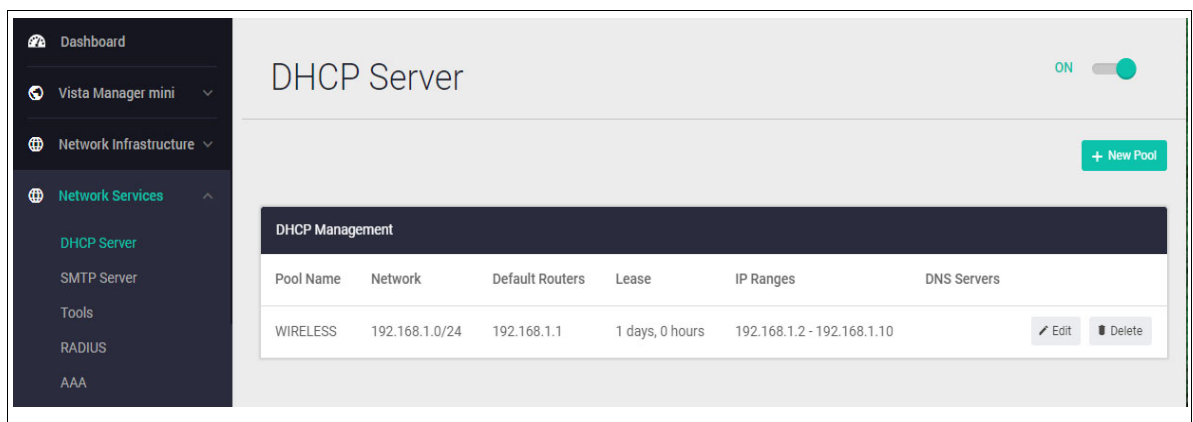 Dashboard
Vista Manager mini
Network Infrastructure
Network Services
DHCP Server
SMTP Server
Tools
RADIUS
AAA
DHCP Server
ON
+ New Pool
DHCP Management
Pool Name Network Default Routers Lease IP Ranges DNS Servers
WIRELESS 192.168.1.0/24 192.168.1.1 1 days, 0 hours 192.168.1.2 - 192.168.1.10 Edit Delete